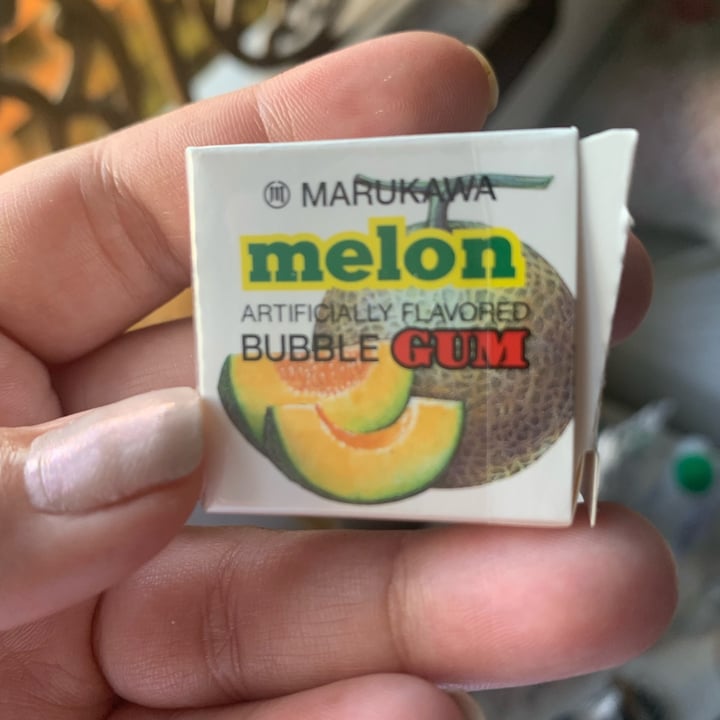 MARUKAWA
melon
ARTIFICIALLY FLAVORED
BUBBLE GUM